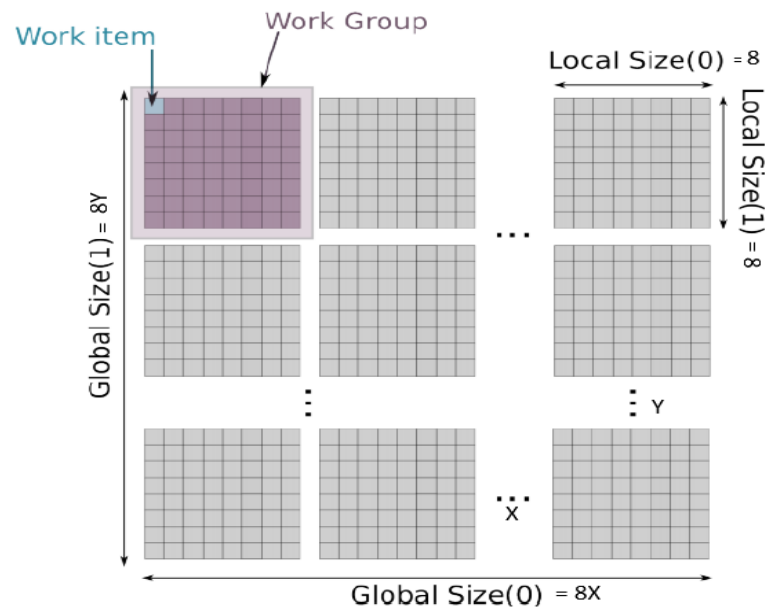 Work Group
Work item
Local Size(0) = 8
Local Size(1) = 8
Global Size(1) = 8Y
...
...
... Y
...
X
Global Size(0) = 8X